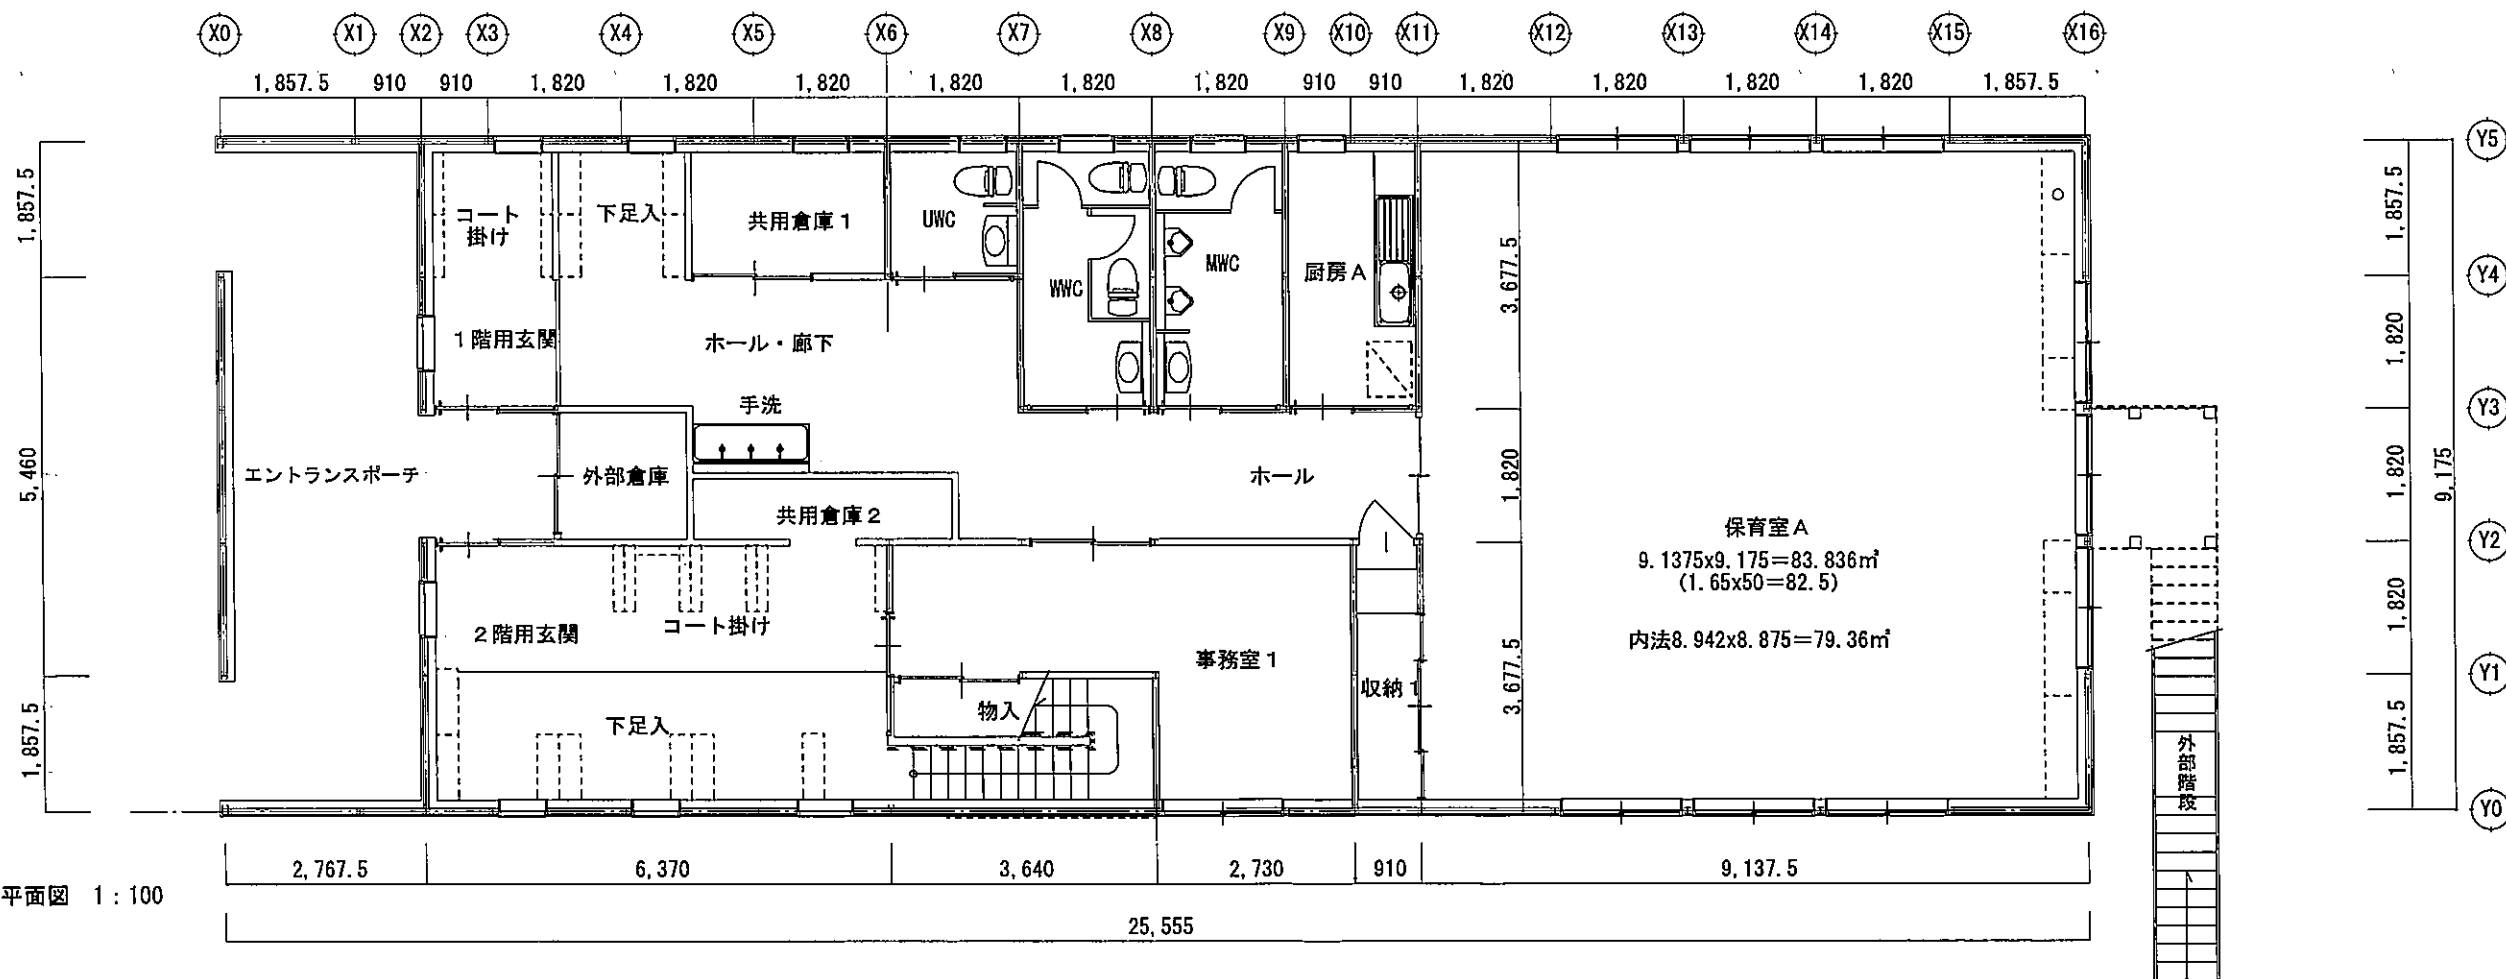 X0 X1 X2 X3 X4 X5 X6 X7 X8 X9 X10 X11 X12 X13 X14 X15 X16
1,857.5 910 910 1,820 1,820 1,820 1,820 1,820 1,820 910 910 1,820 1,820 1,820 1,820 1,857.5
Y5
Y4
Y3
Y2
Y1
Y0
1,857.5
5,460
1,857.5
コート
掛け
下足入
共用倉庫1
UWC
WWC
MWC
厨房A
1階用玄関
ホール・廊下
手洗
エントランスポーチ
外部倉庫
共用倉庫2
ホール
3,677.5
1,820
3,677.5
保育室A
9.1375x9.175=83.836㎡
(1.65x50=82.5)
内法8.942x8.875=79.36㎡
2階用玄関
コート掛け
下足入
物入
事務室1
収納1
外部階段
1,857.5
1,820
1,820
1,820
1,857.5
9,175
2,767.5 6,370 3,640 2,730 910 9,137.5
平面図 1:100
25,555